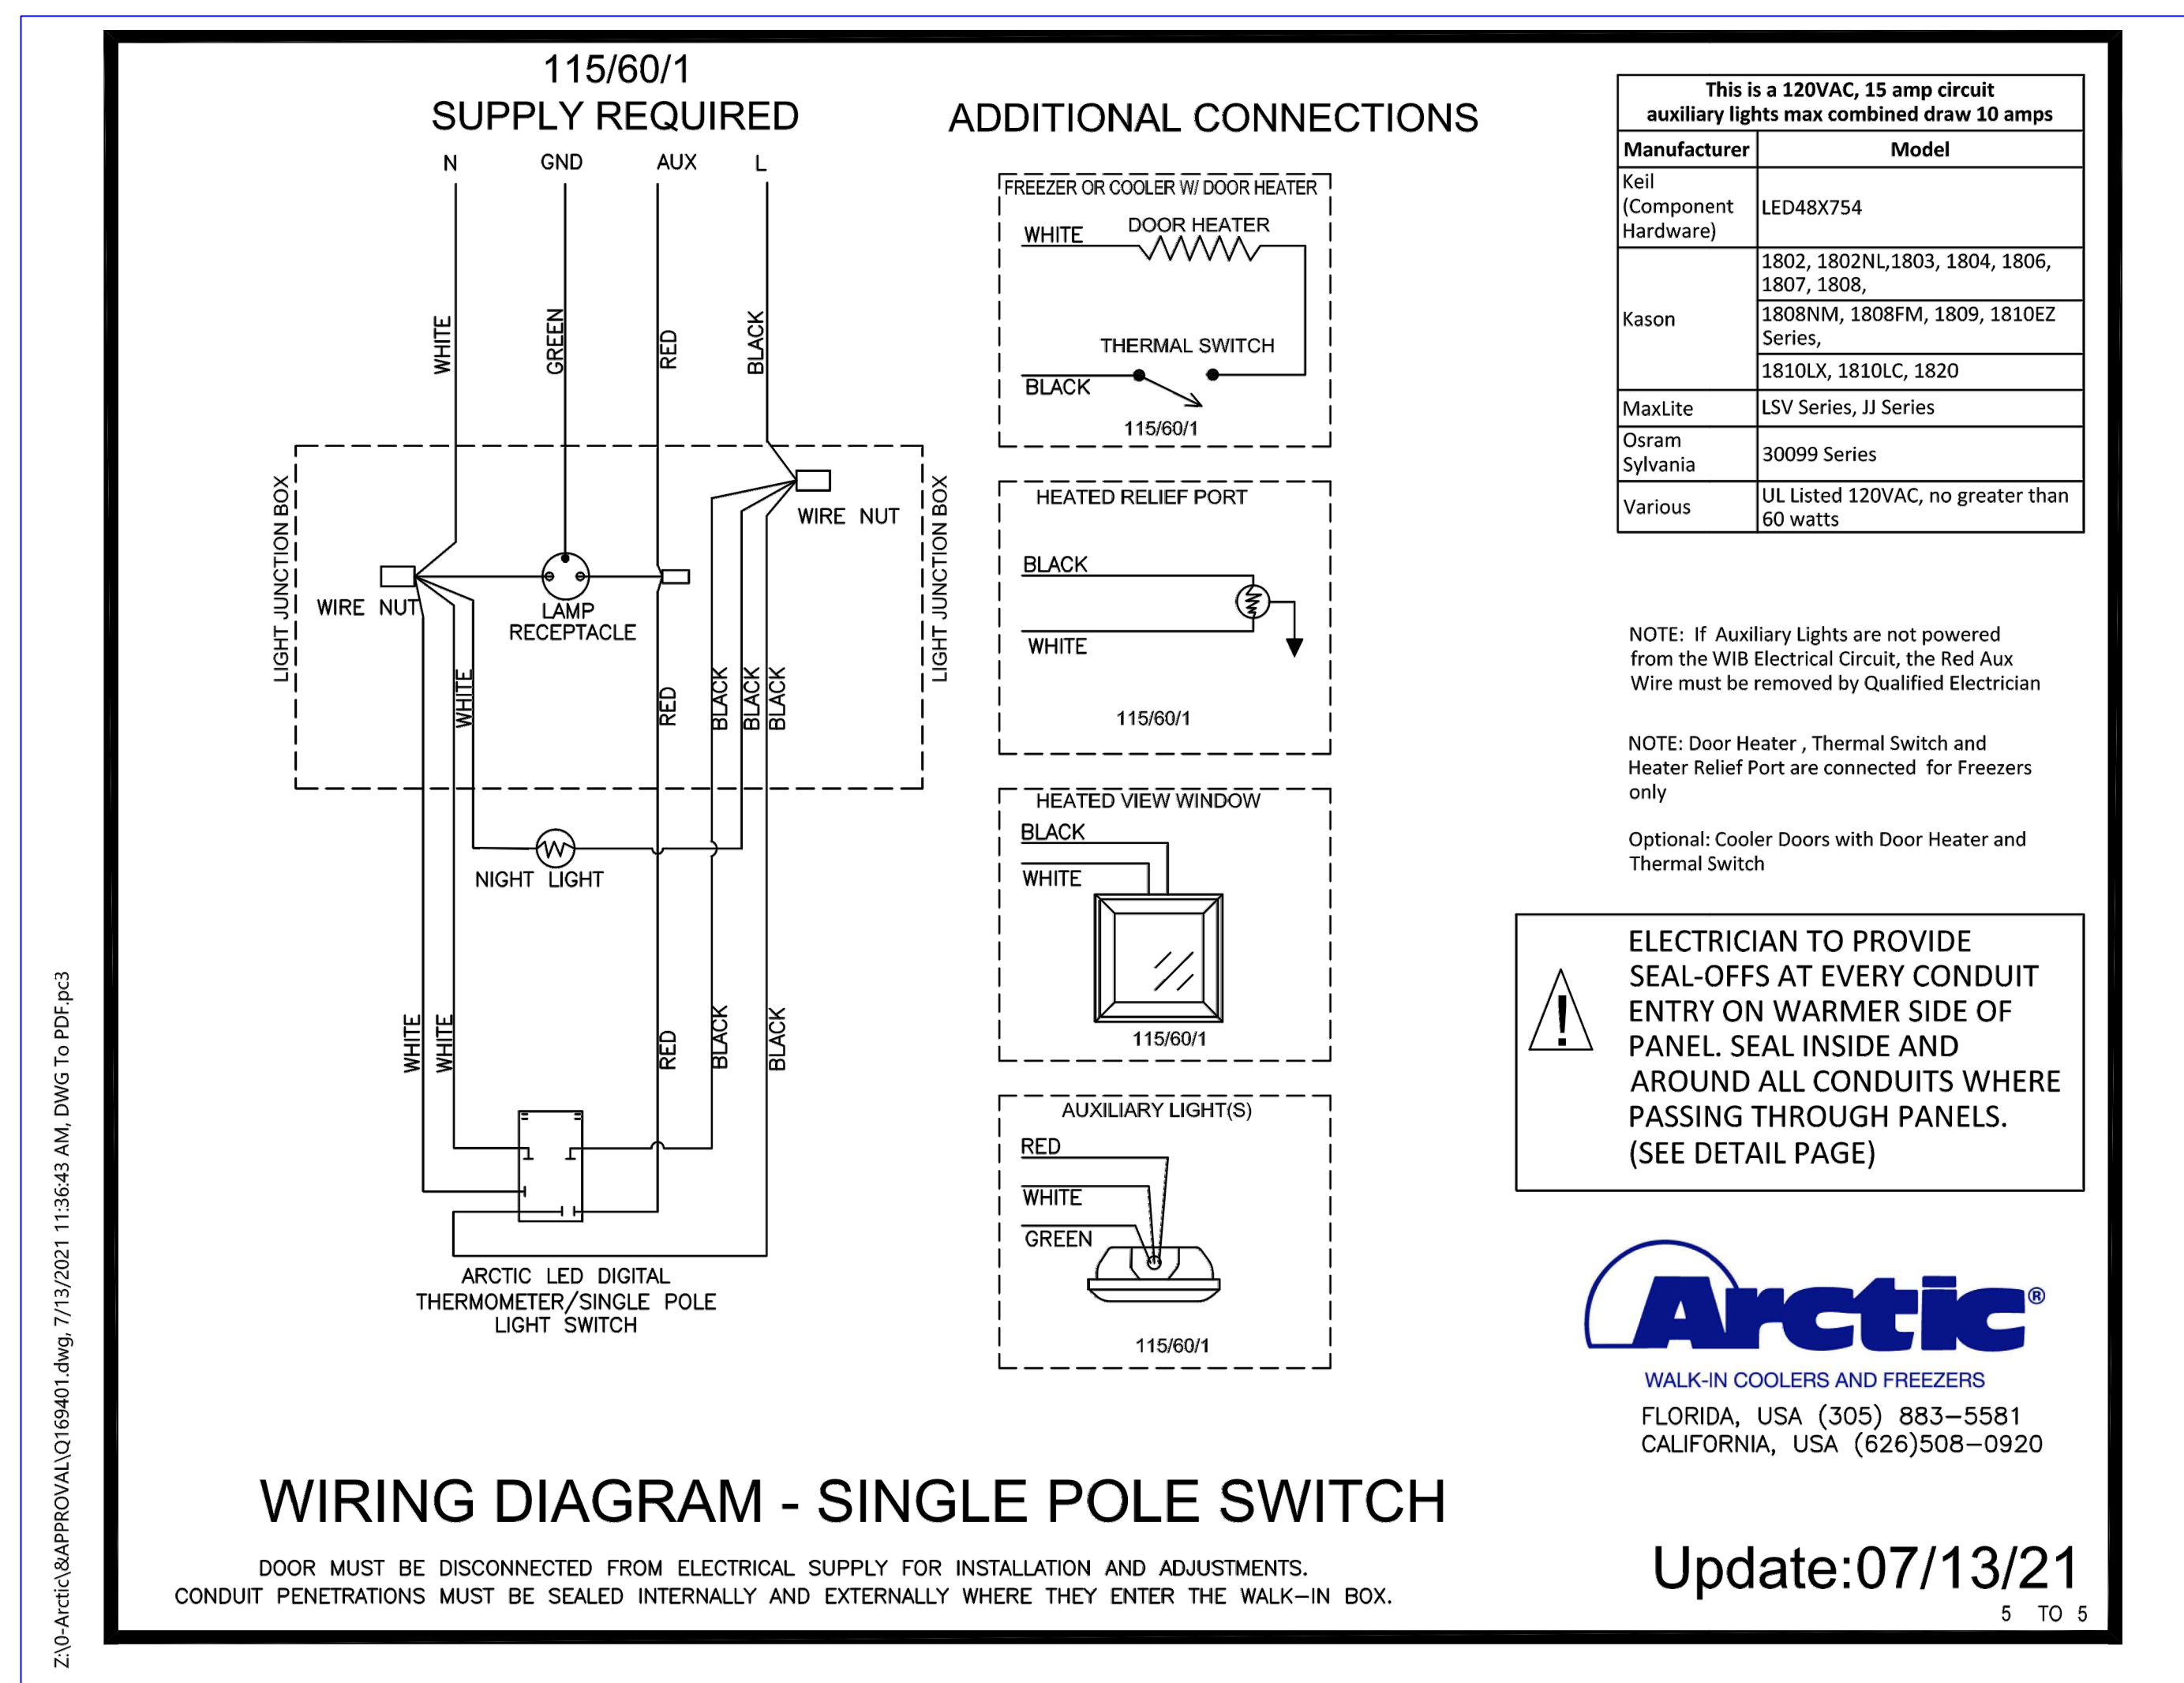 115/60/1
SUPPLY REQUIRED
N GND AUX L
WHITE
GREEN
RED
BLACK
LIGHT JUNCTION BOX
LIGHT JUNCTION BOX
WIRE NUT
WIRE NUT
LAMP
RECEPTACLE
WHITE
RED
BLACK
BLACK
BLACK
NIGHT LIGHT
WHITE
WHITE
RED
BLACK
BLACK
ARCTIC LED DIGITAL
THERMOMETER/SINGLE POLE
LIGHT SWITCH
ADDITIONAL CONNECTIONS
FREEZER OR COOLER W/ DOOR HEATER
WHITE
DOOR HEATER
THERMAL SWITCH
BLACK
115/60/1
HEATED RELIEF PORT
BLACK
WHITE
115/60/1
HEATED VIEW WINDOW
BLACK
WHITE
115/60/1
AUXILIARY LIGHT(S)
RED
WHITE
GREEN
115/60/1
This is a 120VAC, 15 amp circuit
auxiliary lights max combined draw 10 amps
Manufacturer Model
Keil
(Component
Hardware)
LED48X754
Kason
1802, 1802NL,1803, 1804, 1806,
1807, 1808,
1808NM, 1808FM, 1809, 1810EZ
Series,
1810LX, 1810LC, 1820
MaxLite LSV Series, JJ Series
Osram
Sylvania
30099 Series
Various
UL Listed 120VAC, no greater than
60 watts
NOTE: If Auxiliary Lights are not powered
from the WIB Electrical Circuit, the Red Aux
Wire must be removed by Qualified Electrician
NOTE: Door Heater , Thermal Switch and
Heater Relief Port are connected for Freezers
only
Optional: Cooler Doors with Door Heater and
Thermal Switch
!
ELECTRICIAN TO PROVIDE
SEAL-OFFS AT EVERY CONDUIT
ENTRY ON WARMER SIDE OF
PANEL. SEAL INSIDE AND
AROUND ALL CONDUITS WHERE
PASSING THROUGH PANELS.
(SEE DETAIL PAGE)
Arctic®
WALK-IN COOLERS AND FREEZERS
FLORIDA, USA (305) 883-5581
CALIFORNIA, USA (626)508-0920
WIRING DIAGRAM - SINGLE POLE SWITCH
DOOR MUST BE DISCONNECTED FROM ELECTRICAL SUPPLY FOR INSTALLATION AND ADJUSTMENTS.
CONDUIT PENETRATIONS MUST BE SEALED INTERNALLY AND EXTERNALLY WHERE THEY ENTER THE WALK-IN BOX.
Update:07/13/21
5 TO 5
Z:\0-Arctic\&APPROVAL\Q169401.dwg, 7/13/2021 11:36:43 AM, DWG To PDF.pc3